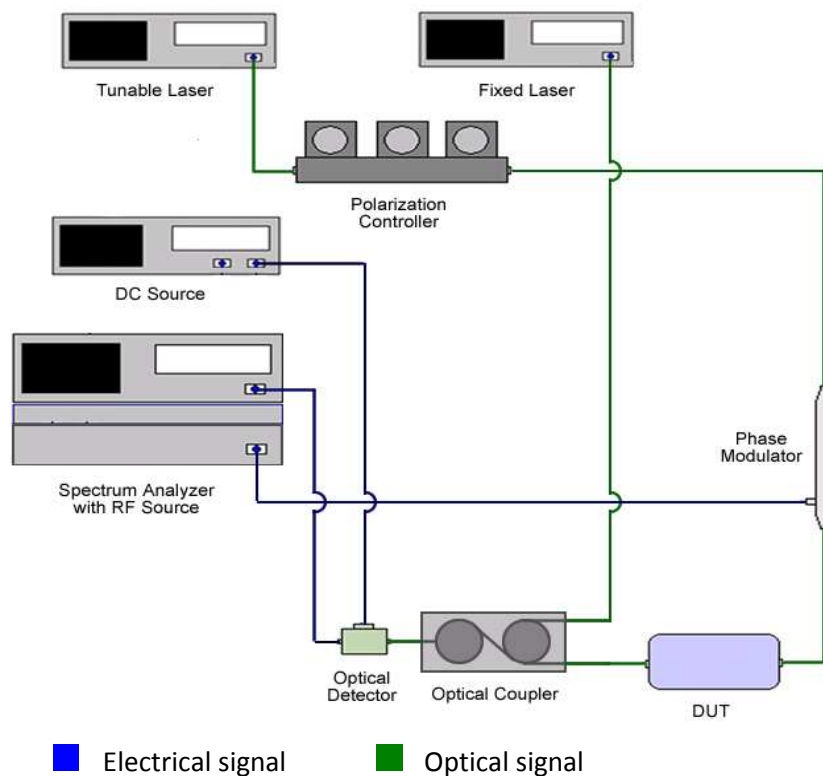 Tunable Laser
Fixed Laser
Polarization
Controller
DC Source
Phase
Modulator
Spectrum Analyzer
with RF Source
Optical
Detector
Optical Coupler
DUT
Electrical signal
Optical signal